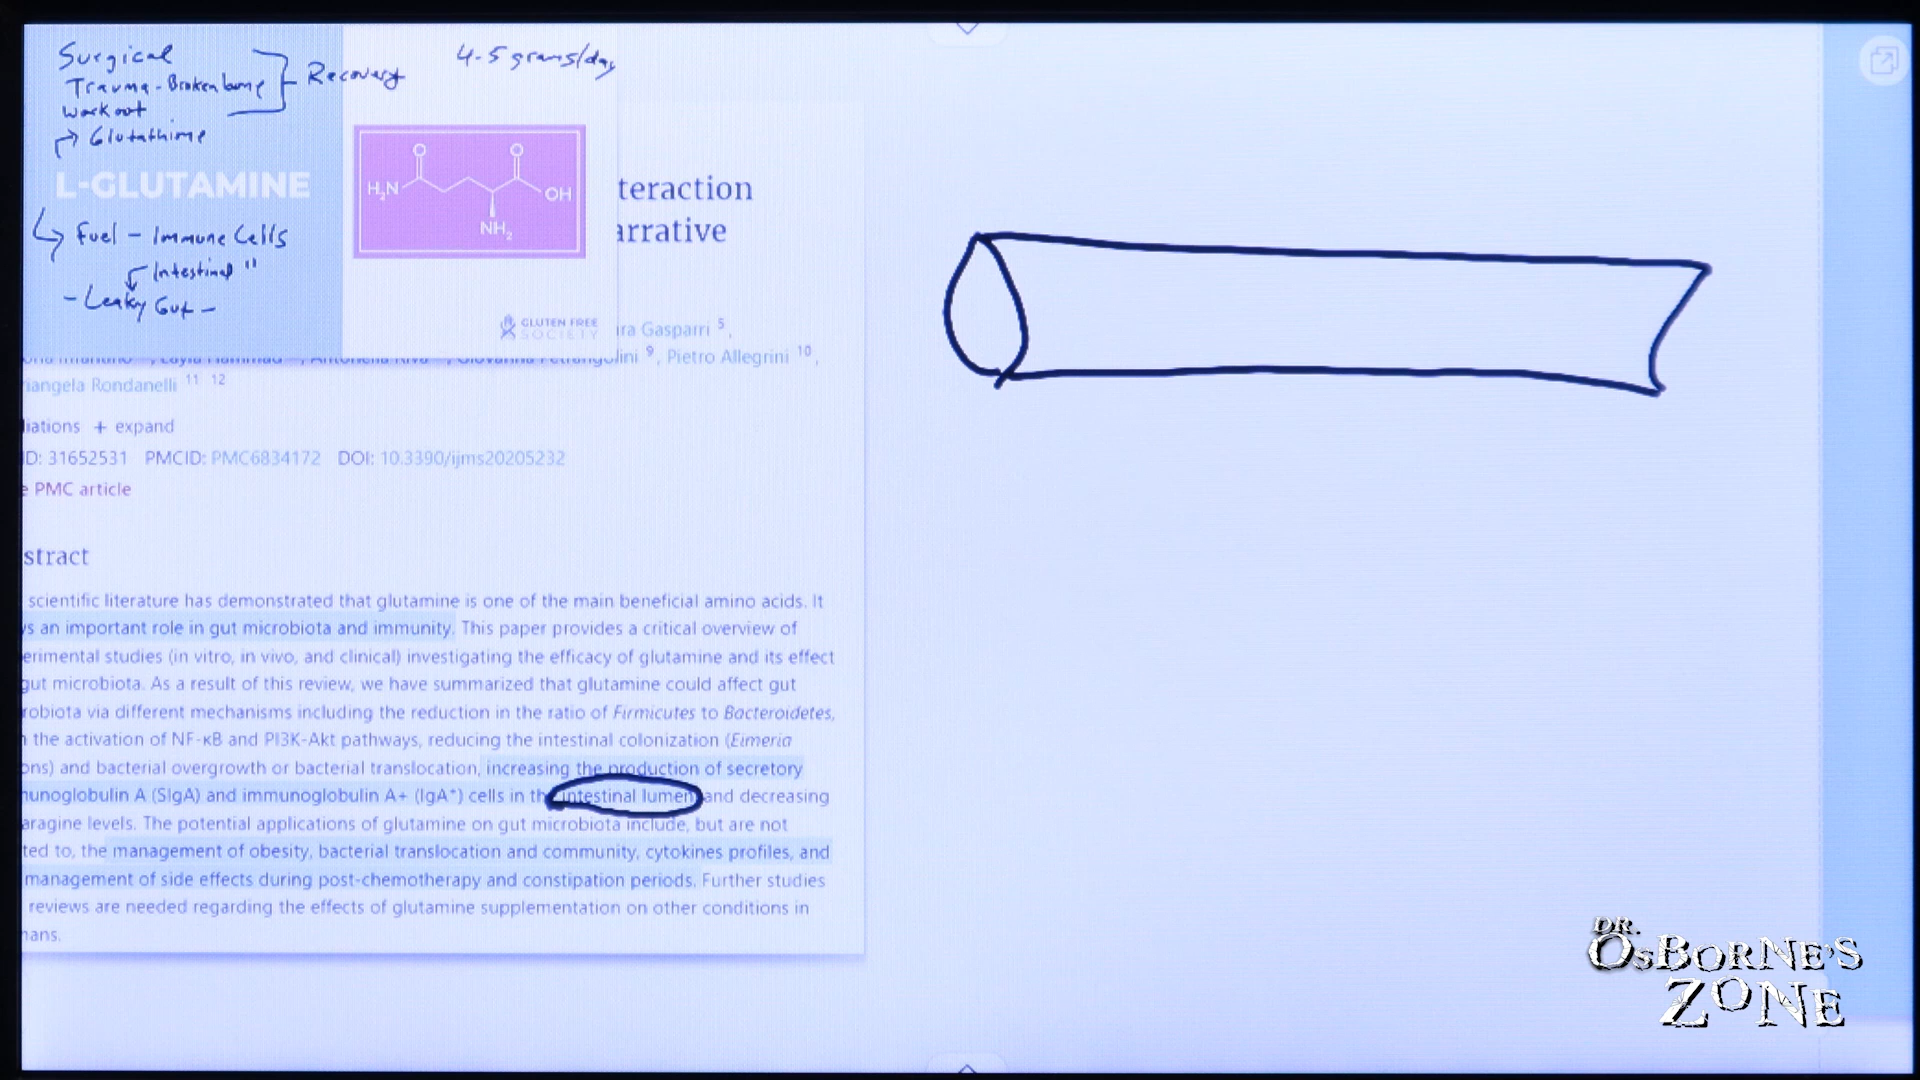 Surgical
Trauma - Broken bone
Workout
Recovery
Glutathione
4-5 grams/day
L-GLUTAMINE
H₂N
O
O
OH
NH₂
Fuel - Immune Cells
Intestinal "
- Leaky Gut -
GLUTEN FREE
SOCIETY
teraction
arrative
ra Gasparri 5,
ini 9, Pietro Allegrini 10,
iangela Rondanelli 11 12
iations + expand
ID: 31652531 PMCID: PMC6834172 DOI: 10.3390/ijms20205232
e PMC article
stract
scientific literature has demonstrated that glutamine is one of the main beneficial amino acids. It
s an important role in gut microbiota and immunity. This paper provides a critical overview of
erimental studies (in vitro, in vivo, and clinical) investigating the efficacy of glutamine and its effect
gut microbiota. As a result of this review, we have summarized that glutamine could affect gut
robiota via different mechanisms including the reduction in the ratio of Firmicutes to Bacteroidetes,
the activation of NF-κB and PI3K-Akt pathways, reducing the intestinal colonization (Eimeria
ons) and bacterial overgrowth or bacterial translocation, increasing the production of secretory
unoglobulin A (SIgA) and immunoglobulin A+ (IgA+) cells in th intestinal lumen and decreasing
aragine levels. The potential applications of glutamine on gut microbiota include, but are not
ted to, the management of obesity, bacterial translocation and community, cytokines profiles, and
management of side effects during post-chemotherapy and constipation periods. Further studies
reviews are needed regarding the effects of glutamine supplementation on other conditions in
ans.
DR.
OSBORNE'S
ZONE